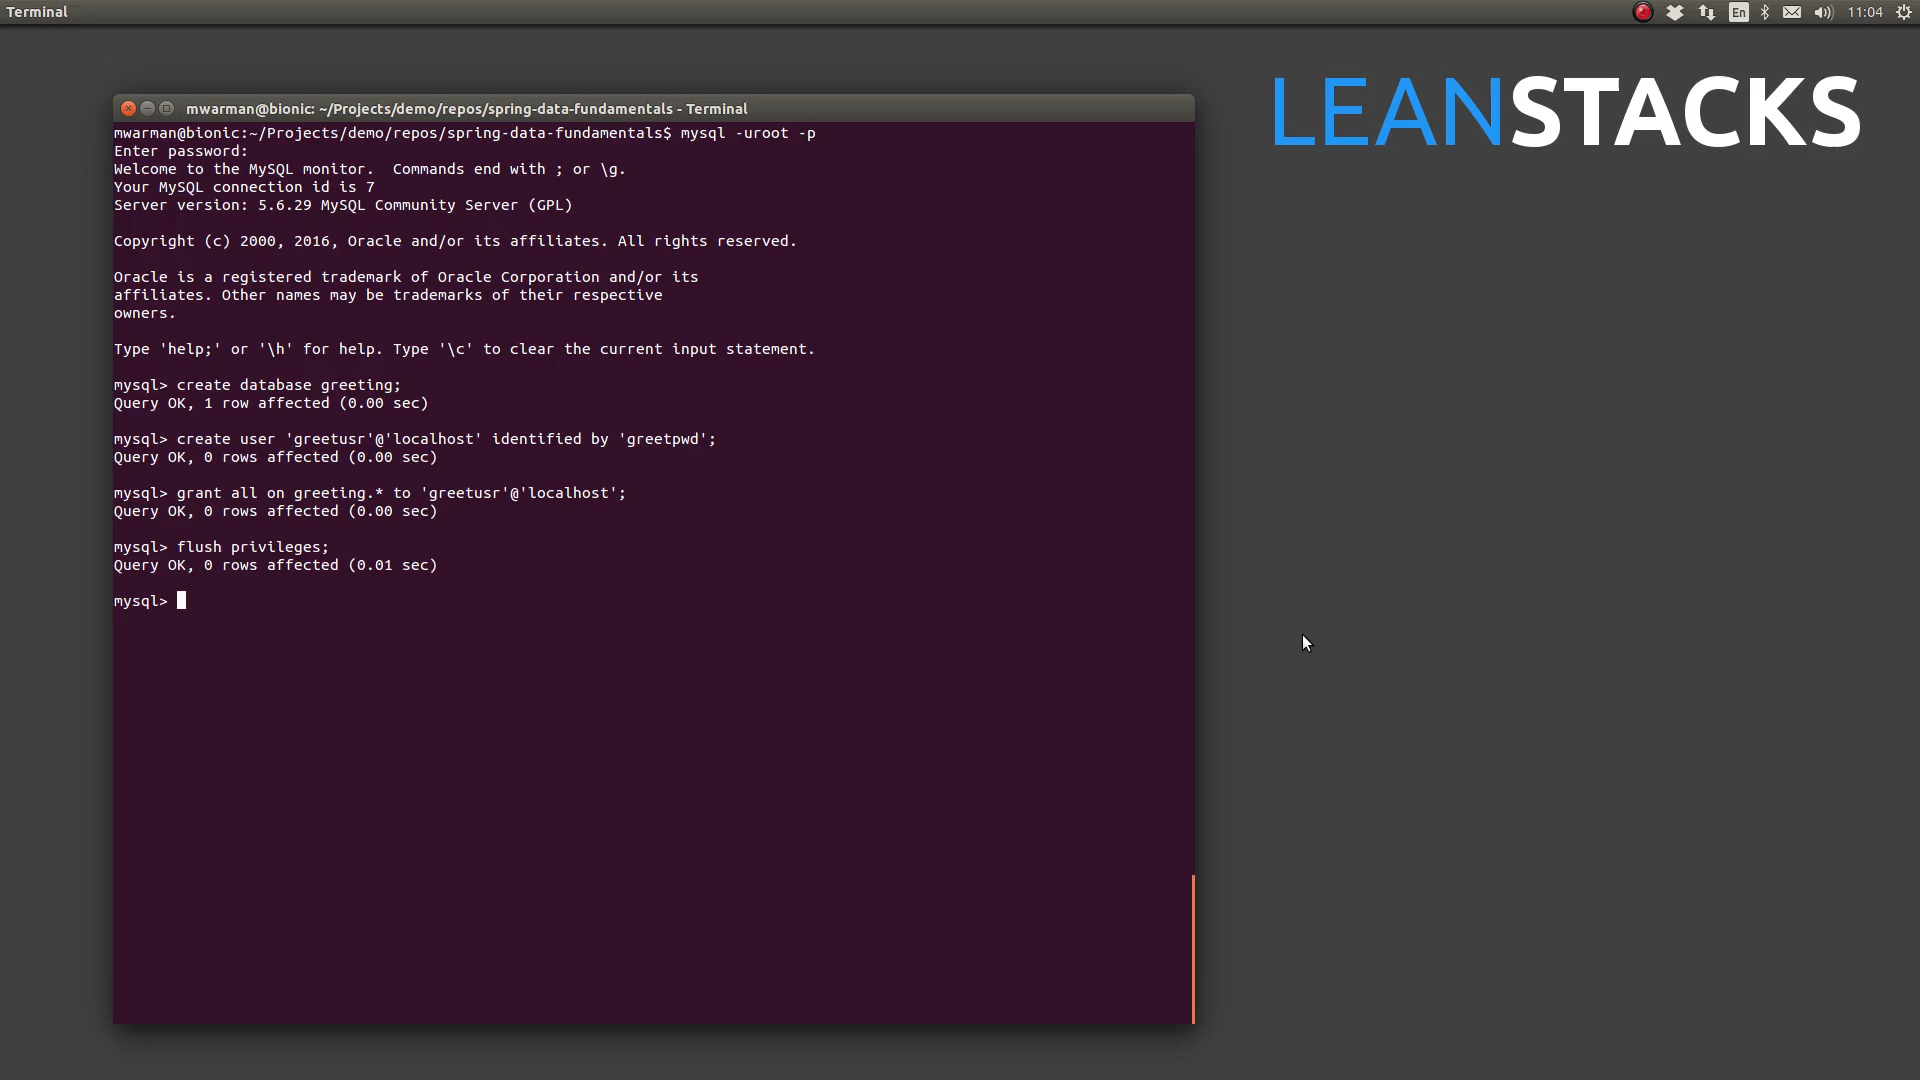 Terminal
En
11:04
LEANSTACKS
mwarman@bionic: ~/Projects/demo/repos/spring-data-fundamentals - Terminal
mwarman@bionic:~/Projects/demo/repos/spring-data-fundamentals$ mysql -uroot -p
Enter password:
Welcome to the MySQL monitor.  Commands end with ; or \g.
Your MySQL connection id is 7
Server version: 5.6.29 MySQL Community Server (GPL)
Copyright (c) 2000, 2016, Oracle and/or its affiliates. All rights reserved.
Oracle is a registered trademark of Oracle Corporation and/or its
affiliates. Other names may be trademarks of their respective
owners.
Type 'help;' or '\h' for help. Type '\c' to clear the current input statement.
mysql> create database greeting;
Query OK, 1 row affected (0.00 sec)
mysql> create user 'greetusr'@'localhost' identified by 'greetpwd';
Query OK, 0 rows affected (0.00 sec)
mysql> grant all on greeting.* to 'greetusr'@'localhost';
Query OK, 0 rows affected (0.00 sec)
mysql> flush privileges;
Query OK, 0 rows affected (0.01 sec)
mysql>